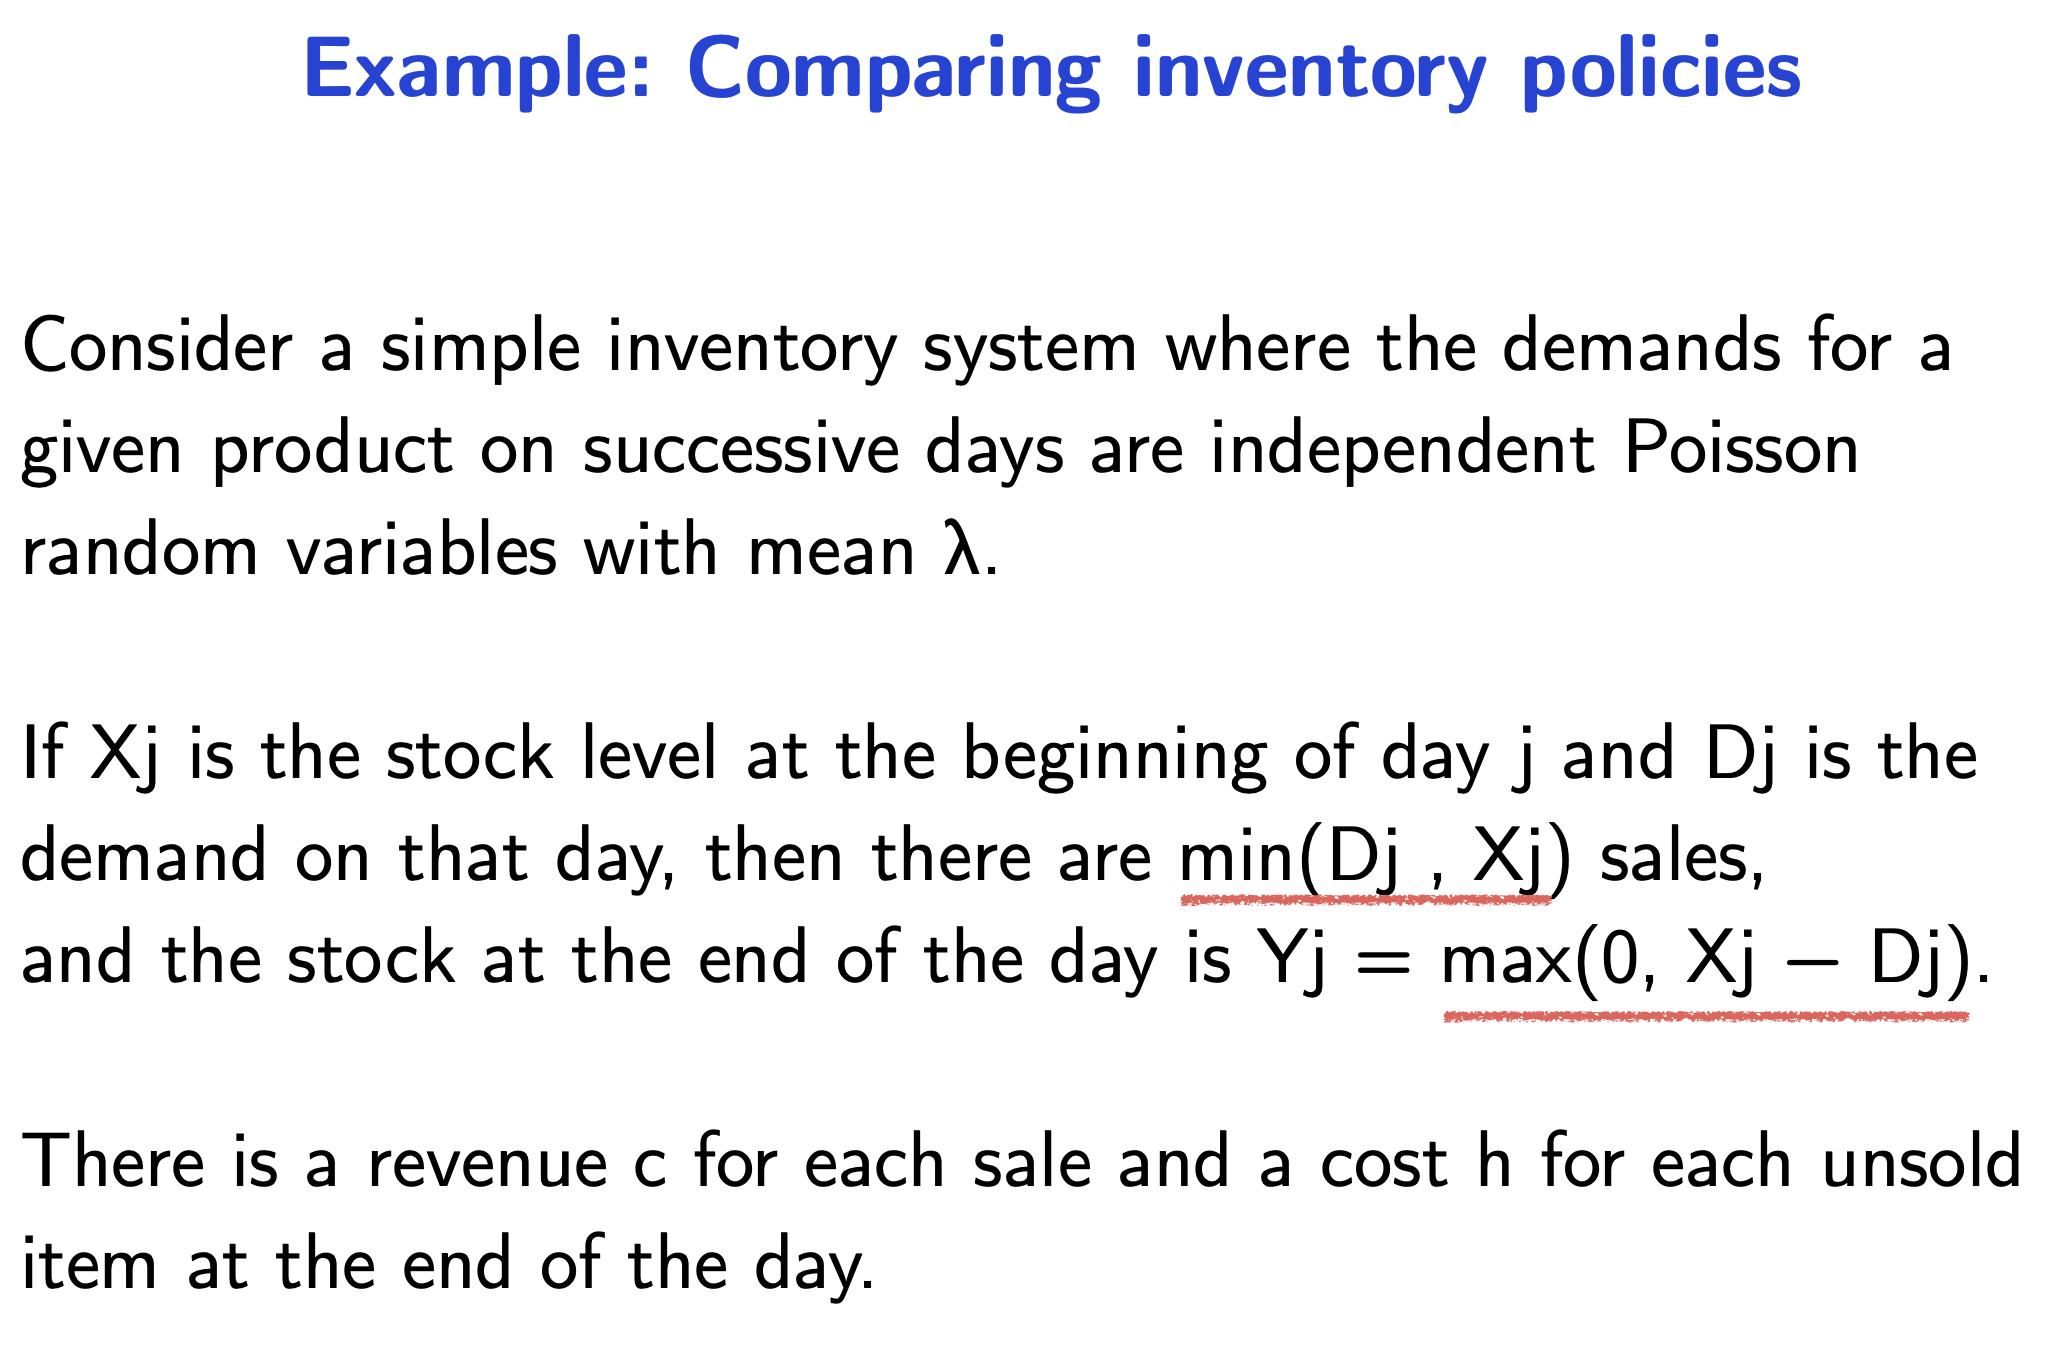 Example: Comparing inventory policies
Consider a simple inventory system where the demands for a
given product on successive days are independent Poisson
random variables with mean λ.
If Xj is the stock level at the beginning of day j and Dj is the
demand on that day, then there are min(Dj , Xj) sales,
and the stock at the end of the day is Yj = max(0, Xj − Dj).
There is a revenue c for each sale and a cost h for each unsold
item at the end of the day.